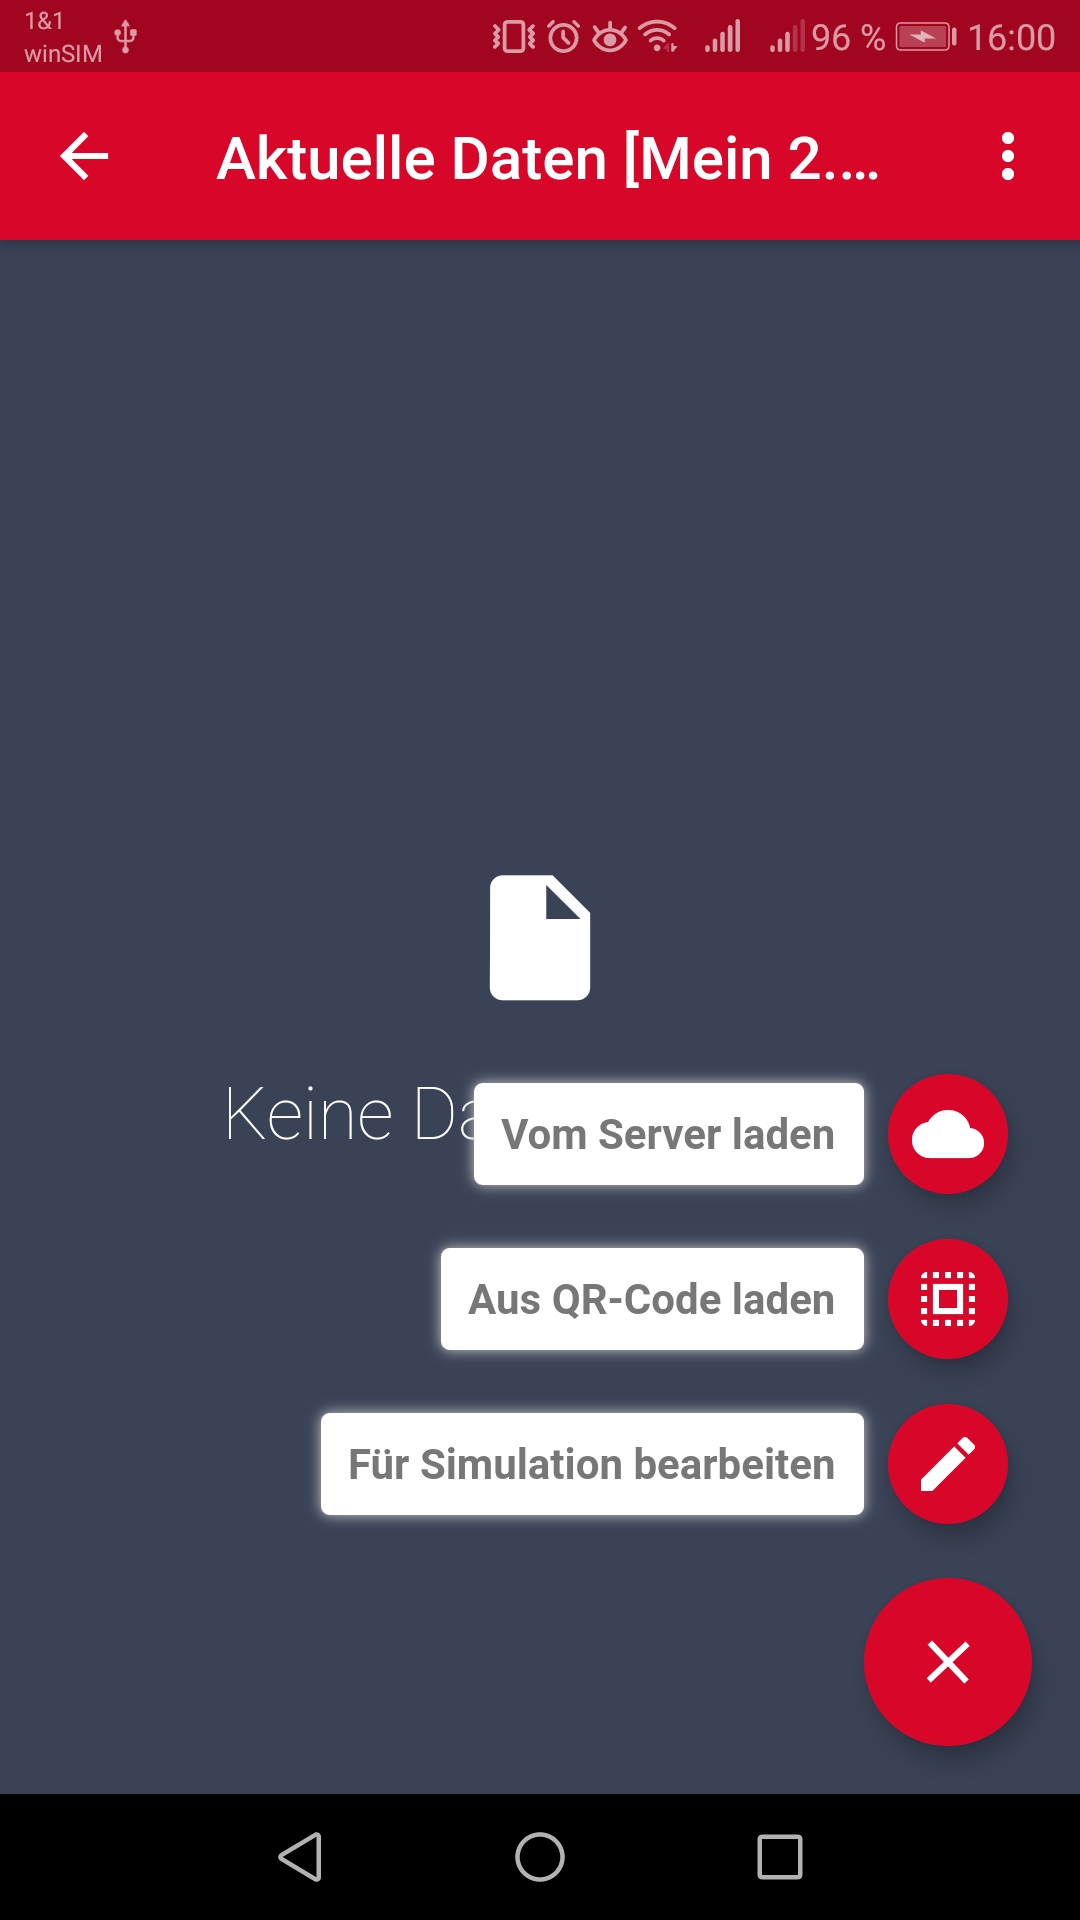 1&1
winSIM
96 %
16:00
Aktuelle Daten [Mein 2.…
Keine
Vom Server laden
Aus QR-Code laden
Für Simulation bearbeiten